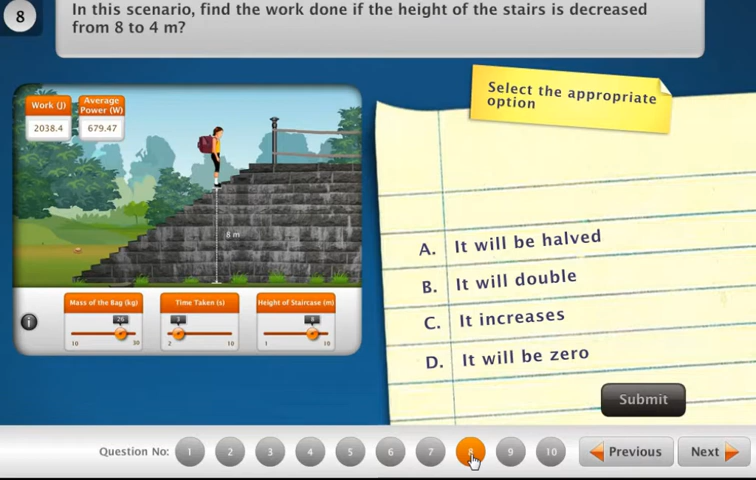 8
In this scenario, find the work done if the height of the stairs is decreased
from 8 to 4 m?
Work (J)
Average
Power (W)
2038.4
679.47
8 m
Mass of the Bag (kg)
Time Taken (s)
Height of Staircase (m)
26
3
8
10
30
2
10
1
10
i
Select the appropriate
option
A. It will be halved
B. It will double
C. It increases
D. It will be zero
Submit
Question No:
1
2
3
4
5
6
7
8
9
10
Previous
Next